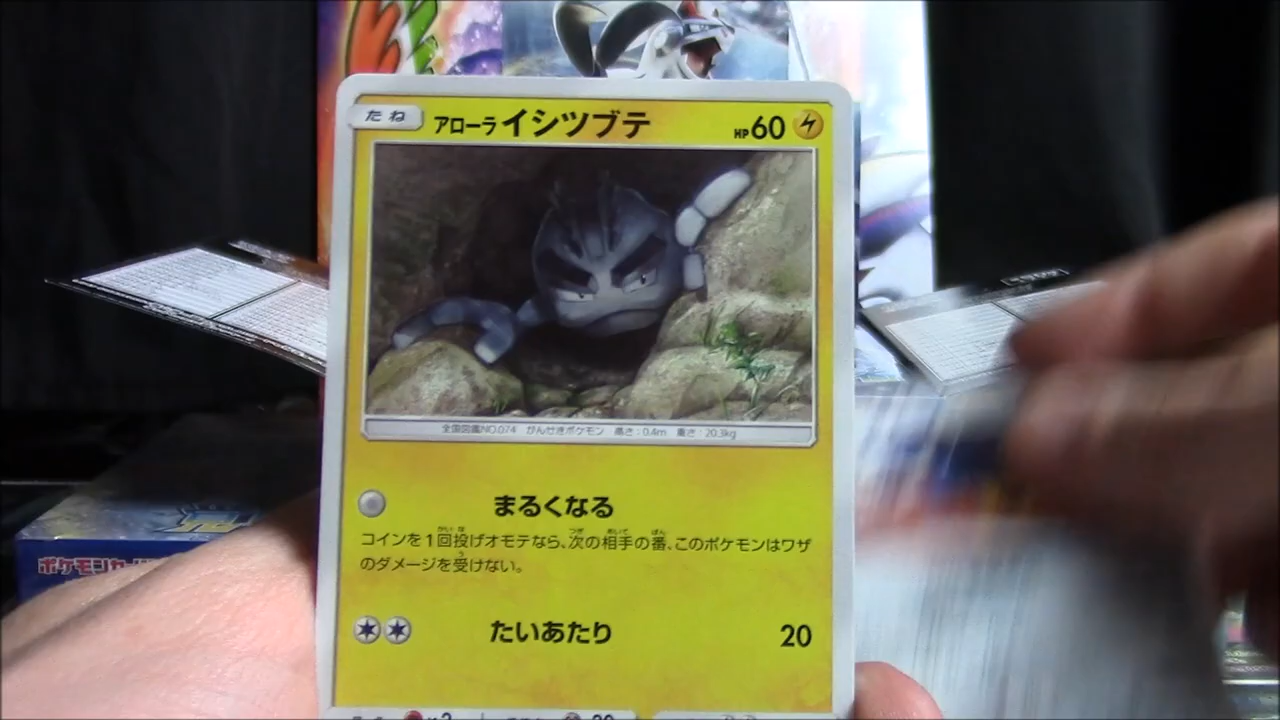 たね アローラ イシツブテ HP 60
全国図鑑NO.074 がんせきポケモン 高さ:0.4m 重さ:20.3kg
まるくなる
コインを1回投げオモテなら、次の相手の番、このポケモンはワザ
のダメージを受けない。
たいあたり 20
ポケモンカー